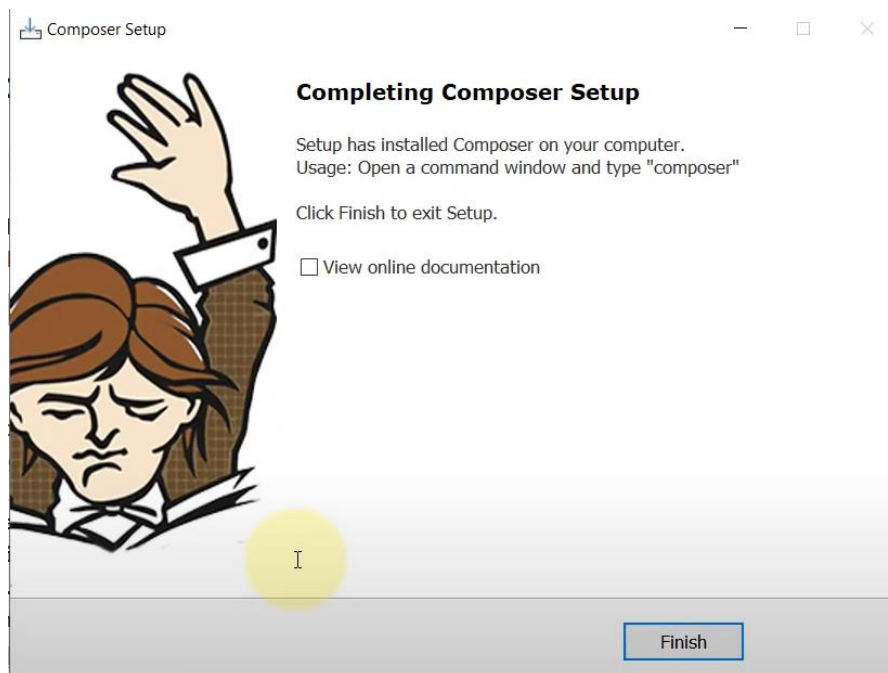 Composer Setup
Completing Composer Setup
Setup has installed Composer on your computer.
Usage: Open a command window and type "composer"
Click Finish to exit Setup.
View online documentation
Finish